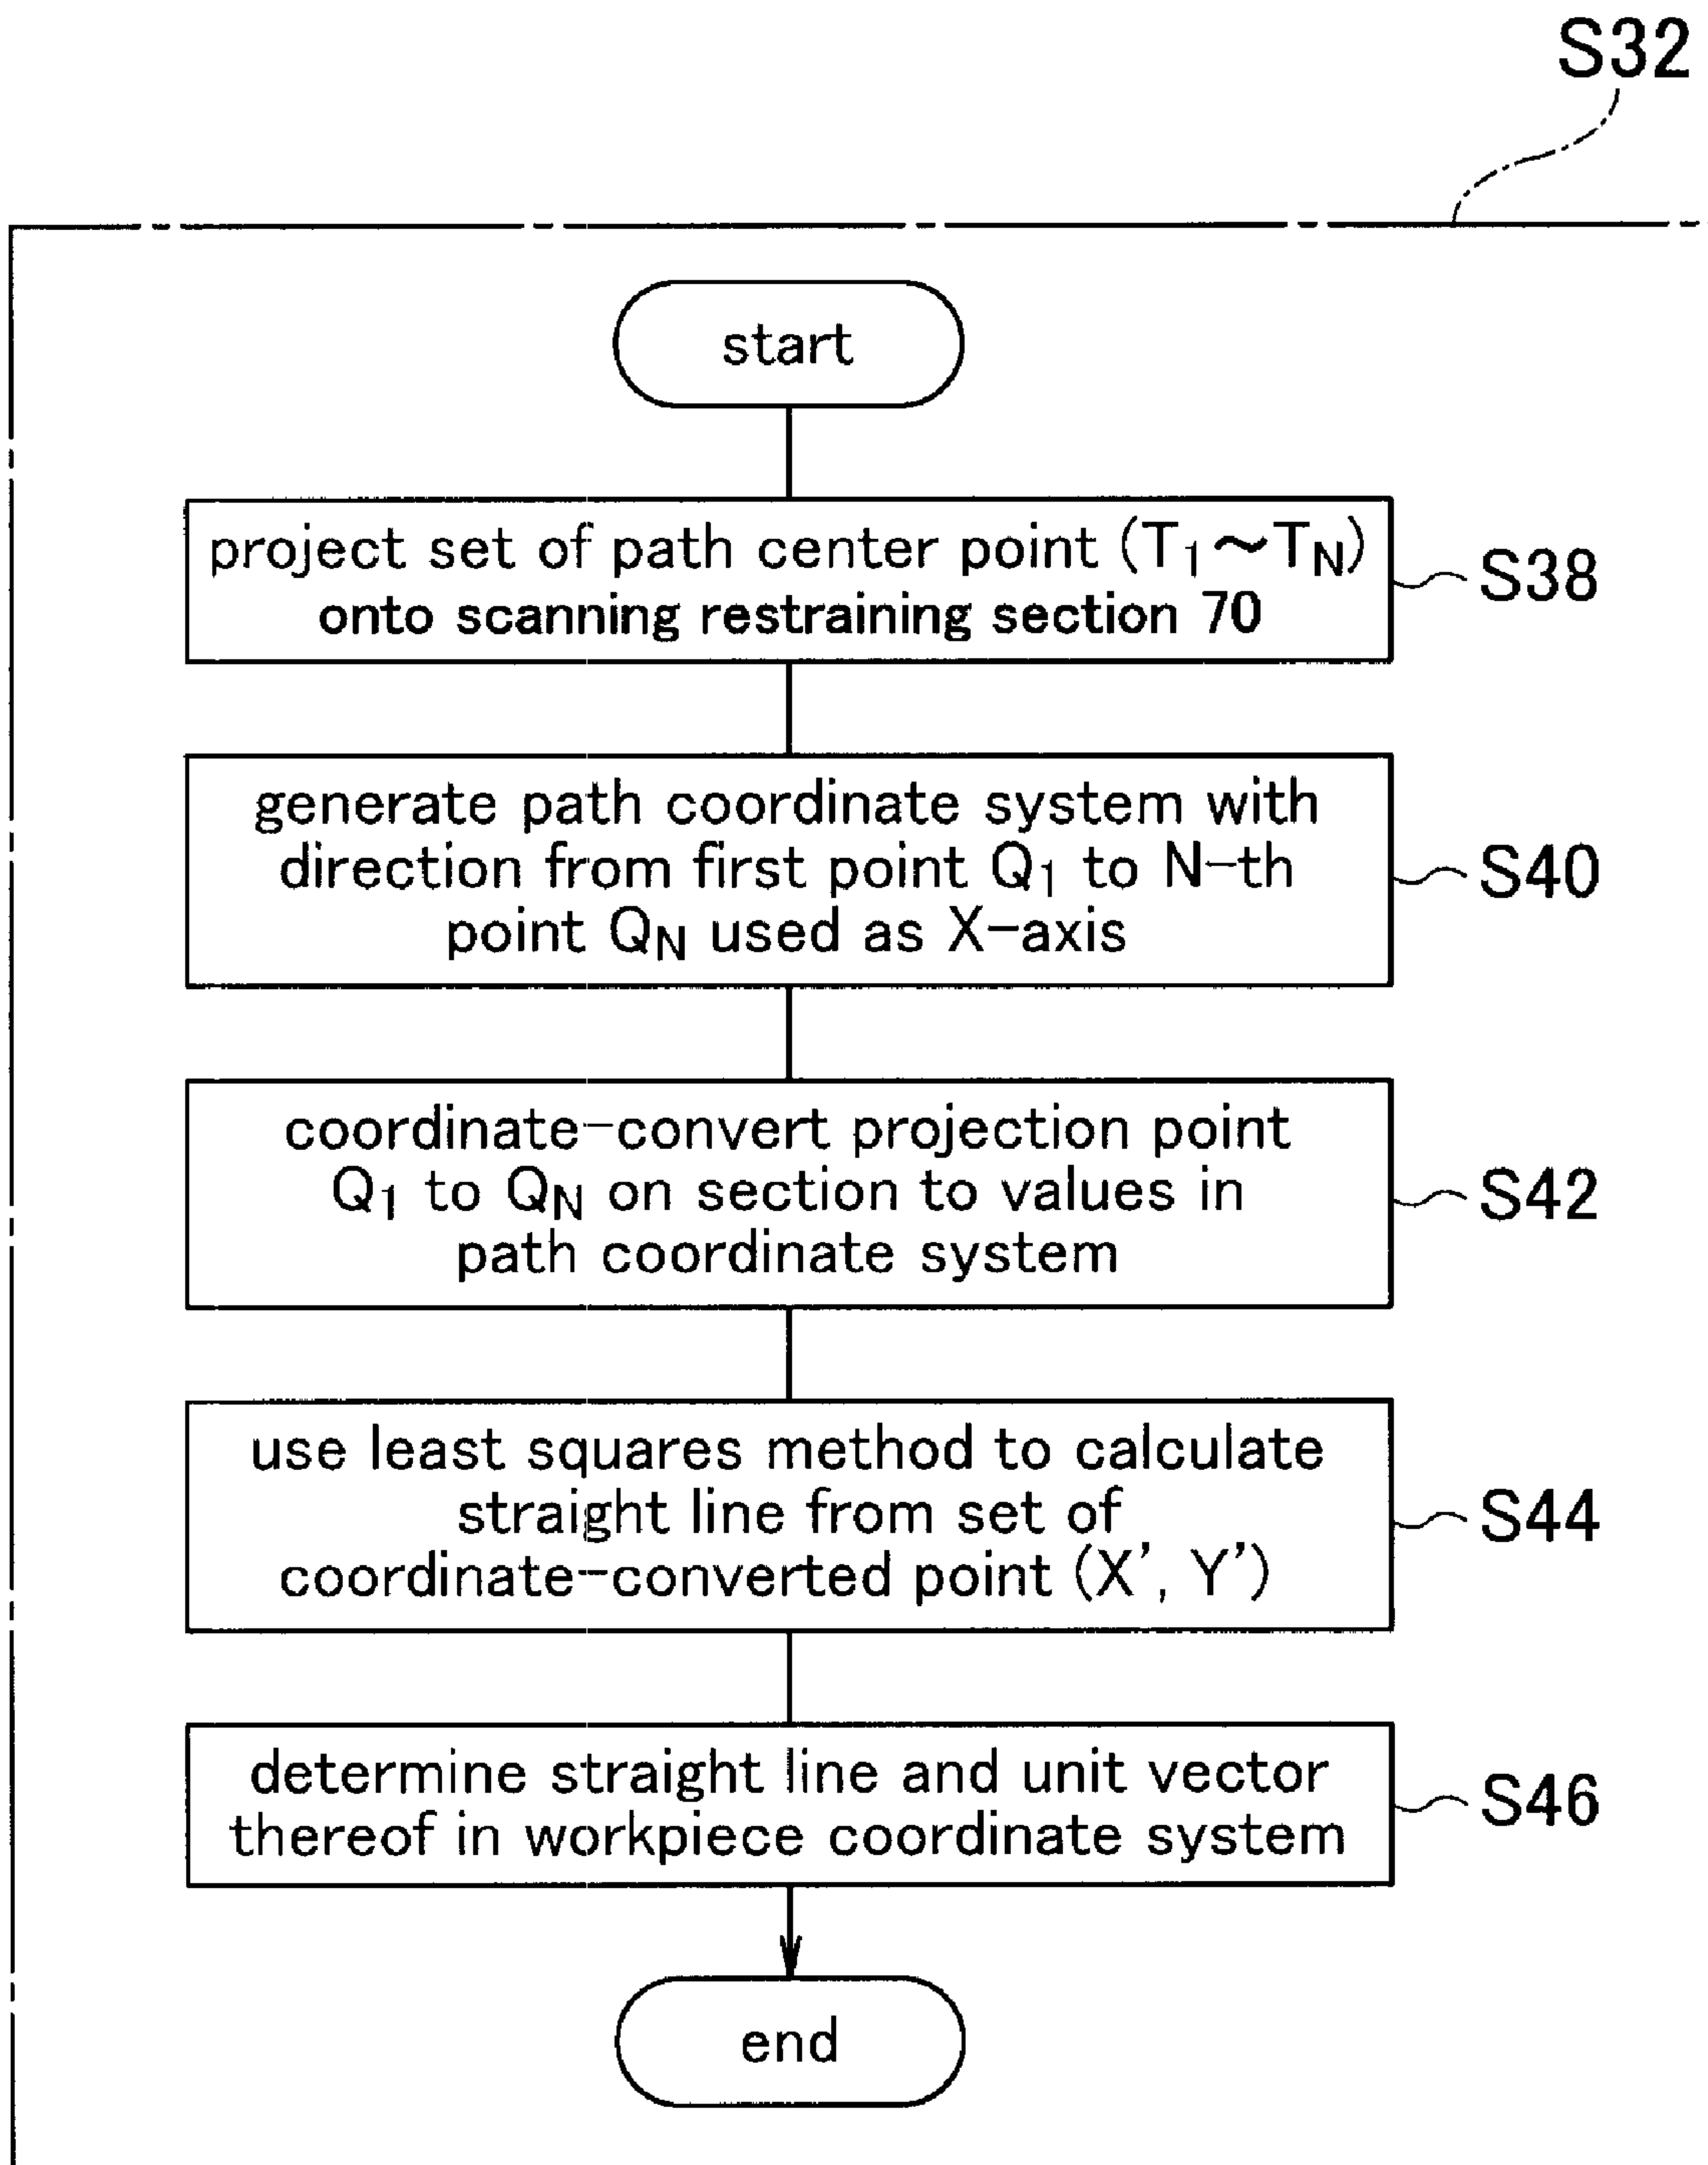 S32
start
project set of path center point (T₁～T_N)
onto scanning restraining section 70
S38
generate path coordinate system with
direction from first point Q₁ to N-th
point Q_N used as X-axis
S40
coordinate-convert projection point
Q₁ to Q_N on section to values in
path coordinate system
S42
use least squares method to calculate
straight line from set of
coordinate-converted point (X’, Y’)
S44
determine straight line and unit vector
thereof in workpiece coordinate system
S46
end